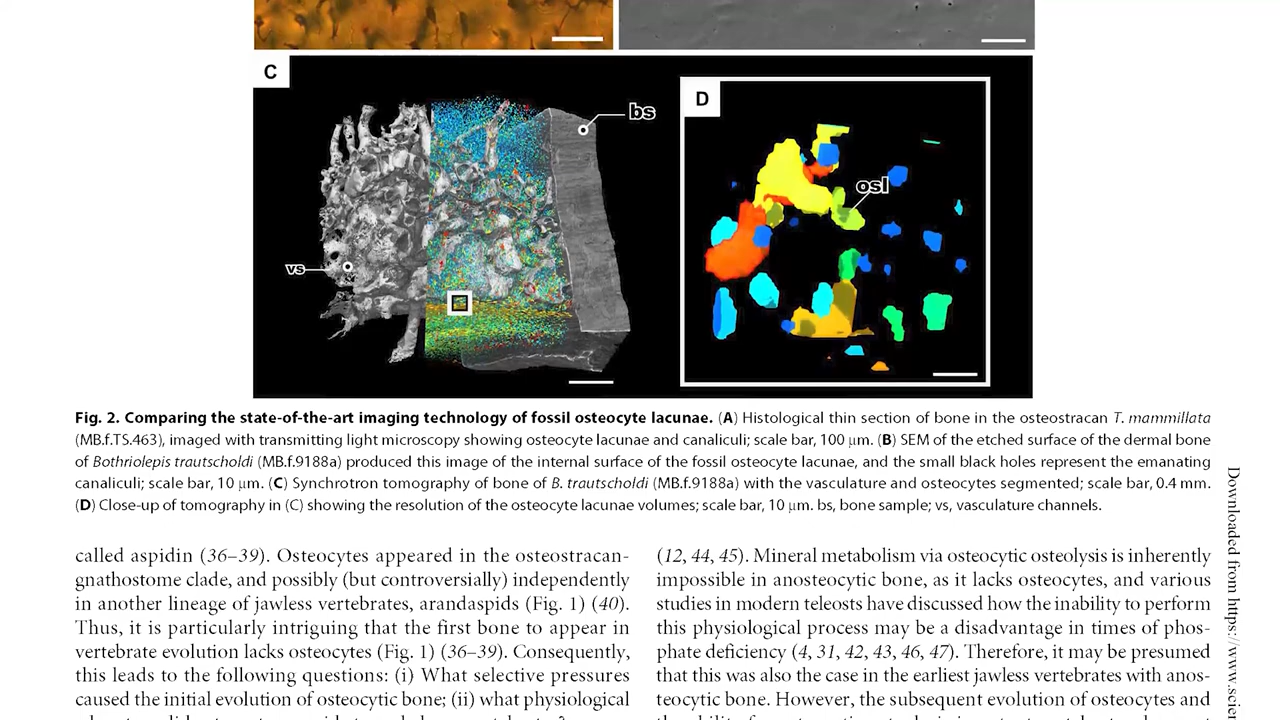 C
bs
vs
D
osl
Fig. 2. Comparing the state-of-the-art imaging technology of fossil osteocyte lacunae. (A) Histological thin section of bone in the osteostracan T. mammillata
(MB.f.TS.463), imaged with transmitting light microscopy showing osteocyte lacunae and canaliculi; scale bar, 100 μm. (B) SEM of the etched surface of the dermal bone
of Bothriolepis trautscholdi (MB.f.9188a) produced this image of the internal surface of the fossil osteocyte lacunae, and the small black holes represent the emanating
canaliculi; scale bar, 10 μm. (C) Synchrotron tomography of bone of B. trautscholdi (MB.f.9188a) with the vasculature and osteocytes segmented; scale bar, 0.4 mm.
(D) Close-up of tomography in (C) showing the resolution of the osteocyte lacunae volumes; scale bar, 10 μm. bs, bone sample; vs, vasculature channels.
called aspidin (36–39). Osteocytes appeared in the osteostracan-
gnathostome clade, and possibly (but controversially) independently
in another lineage of jawless vertebrates, arandaspids (Fig. 1) (40).
Thus, it is particularly intriguing that the first bone to appear in
vertebrate evolution lacks osteocytes (Fig. 1) (36–39). Consequently,
this leads to the following questions: (i) What selective pressures
caused the initial evolution of osteocytic bone; (ii) what physiological
(12, 44, 45). Mineral metabolism via osteocytic osteolysis is inherently
impossible in anosteocytic bone, as it lacks osteocytes, and various
studies in modern teleosts have discussed how the inability to perform
this physiological process may be a disadvantage in times of phos-
phate deficiency (4, 31, 42, 43, 46, 47). Therefore, it may be presumed
that this was also the case in the earliest jawless vertebrates with anos-
teocytic bone. However, the subsequent evolution of osteocytes and
Downloaded from https://www.scien